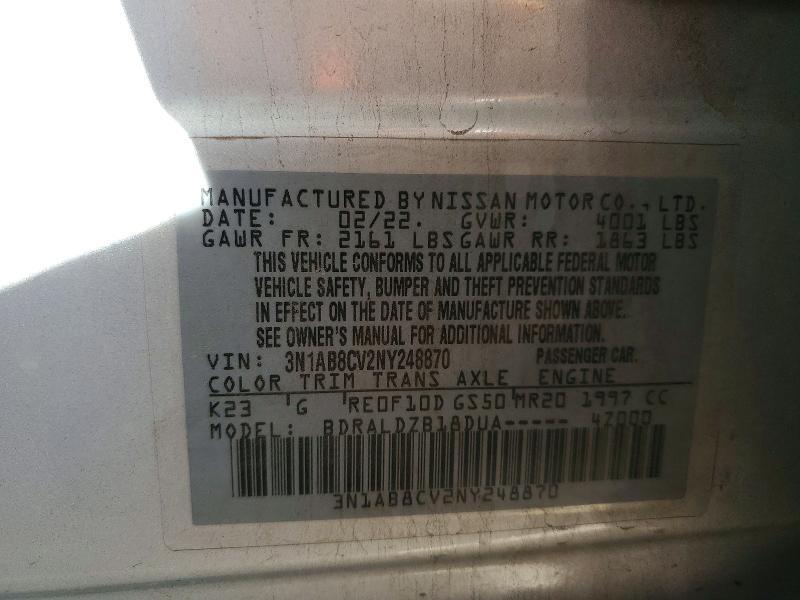 MANUFACTURED BY NISSAN MOTOR CO., LTD.
DATE: 02/22. GVWR: 4001 LBS
GAWR FR: 2161 LBS GAWR RR: 1863 LBS
THIS VEHICLE CONFORMS TO ALL APPLICABLE FEDERAL MOTOR
VEHICLE SAFETY, BUMPER AND THEFT PREVENTION STANDARDS
IN EFFECT ON THE DATE OF MANUFACTURE SHOWN ABOVE.
SEE OWNER'S MANUAL FOR ADDITIONAL INFORMATION.
VIN: 3N1AB8CV2NY248870 PASSENGER CAR.
COLOR TRIM TRANS AXLE ENGINE
K23 G RE0F10D GS50 MR20 1997 CC
MODEL: BDRALDZB18DUA----- 4Z000
3N1AB8CV2NY248870